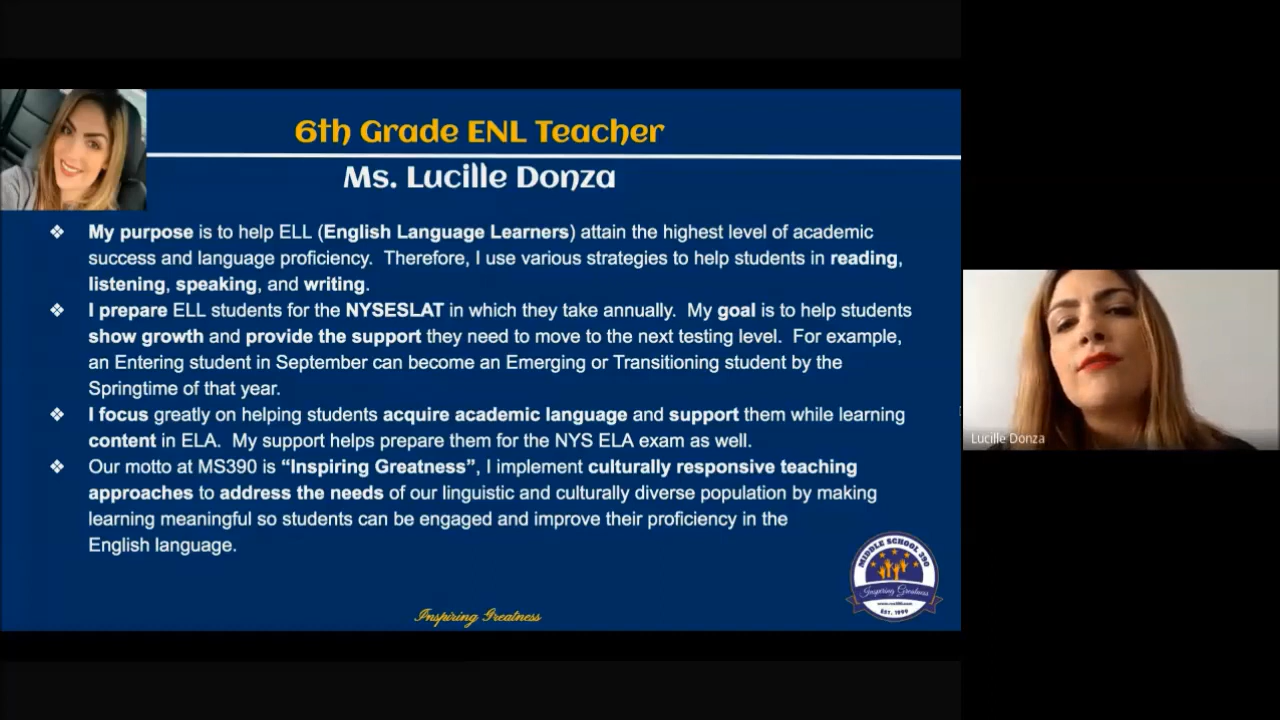 6th Grade ENL Teacher
Ms. Lucille Donza
❖ My purpose is to help ELL (English Language Learners) attain the highest level of academic
success and language proficiency. Therefore, I use various strategies to help students in reading,
listening, speaking, and writing.
❖ I prepare ELL students for the NYSESLAT in which they take annually. My goal is to help students
show growth and provide the support they need to move to the next testing level. For example,
an Entering student in September can become an Emerging or Transitioning student by the
Springtime of that year.
❖ I focus greatly on helping students acquire academic language and support them while learning
content in ELA. My support helps prepare them for the NYS ELA exam as well.
❖ Our motto at MS390 is “Inspiring Greatness”, I implement culturally responsive teaching
approaches to address the needs of our linguistic and culturally diverse population by making
learning meaningful so students can be engaged and improve their proficiency in the
English language.
Inspiring Greatness
MIDDLE SCHOOL 390
Inspiring Greatness
EST. 1999
Lucille Donza